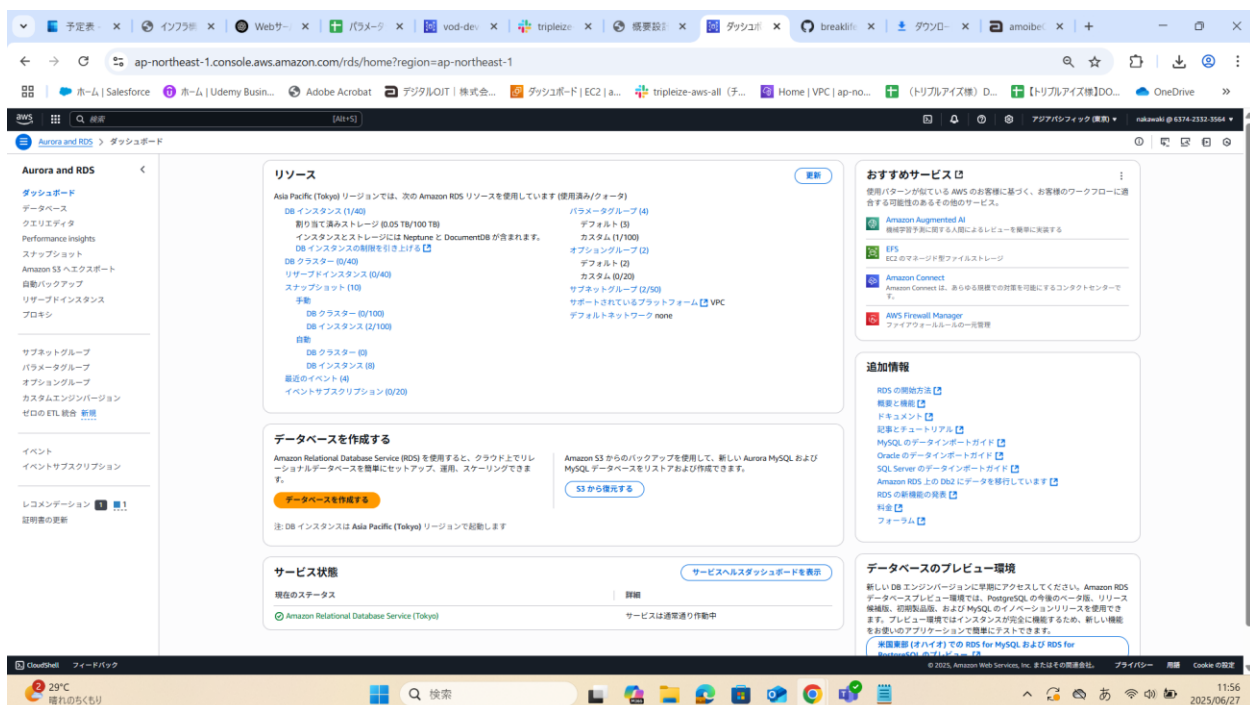 予定表 -
インフラ構
Webサー
パラメータ
vod-dev
tripleize
概要設計
ダッシュボ
breaklife
ダウンロー
amoibe
ap-northeast-1.console.aws.amazon.com/rds/home?region=ap-northeast-1
ホーム | Salesforce
ホーム | Udemy Busin...
Adobe Acrobat
デジタルOJT | 株式会...
ダッシュボード | EC2 | a...
tripleize-aws-all（チ...
Home | VPC | ap-no...
（トリプルアイズ様）D...
【トリプルアイズ様】DO...
OneDrive
aws
検索
[Alt+S]
アジアパシフィック (東京)
nakawaki @ 6374-2332-3564
Aurora and RDS > ダッシュボード
Aurora and RDS
ダッシュボード
データベース
クエリエディタ
Performance insights
スナップショット
Amazon S3 へエクスポート
自動バックアップ
リザーブドインスタンス
プロキシ
サブネットグループ
パラメータグループ
オプショングループ
カスタムエンジンバージョン
ゼロの ETL 統合 新規
イベント
イベントサブスクリプション
レコメンデーション 1 1
証明書の更新
リソース
更新
Asia Pacific (Tokyo) リージョンでは、次の Amazon RDS リソースを使用しています (使用済み/クォータ)
DB インスタンス (1/40)
割り当て済みストレージ (0.05 TB/100 TB)
インスタンスとストレージには Neptune と DocumentDB が含まれます。
DB インスタンスの制限を引き上げる
DB クラスター (0/40)
リザーブドインスタンス (0/40)
スナップショット (10)
手動
DB クラスター (0/100)
DB インスタンス (2/100)
自動
DB クラスター (0)
DB インスタンス (8)
最近のイベント (4)
イベントサブスクリプション (0/20)
パラメータグループ (4)
デフォルト (3)
カスタム (1/100)
オプショングループ (2)
デフォルト (2)
カスタム (0/20)
サブネットグループ (2/50)
サポートされているプラットフォーム VPC
デフォルトネットワーク none
データベースを作成する
Amazon Relational Database Service (RDS) を使用すると、クラウド上でリレ
ーショナルデータベースを簡単にセットアップ、運用、スケーリングできま
す。
データベースを作成する
注: DB インスタンスは Asia Pacific (Tokyo) リージョンで起動します
Amazon S3 からのバックアップを使用して、新しい Aurora MySQL および
MySQL データベースをリストアおよび作成できます。
S3 から復元する
サービス状態
サービスヘルスダッシュボードを表示
現在のステータス
詳細
Amazon Relational Database Service (Tokyo)
サービスは通常通り作動中
おすすめサービス
使用パターンが似ている AWS のお客様に基づく、お客様のワークフローに適
合する可能性のあるその他のサービス。
Amazon Augmented AI
機械学習予測に関する人間によるレビューを簡単に実装する
EFS
EC2 のマネージド型ファイルストレージ
Amazon Connect
Amazon Connect は、あらゆる規模での対策を可能にするコンタクトセンターで
す。
AWS Firewall Manager
ファイアウォールルールの一元管理
追加情報
RDS の開始方法
概要と機能
ドキュメント
記事とチュートリアル
MySQL のデータインポートガイド
Oracle のデータインポートガイド
SQL Server のデータインポートガイド
Amazon RDS 上の Db2 にデータを移行しています
RDS の新機能の発表
料金
フォーラム
データベースのプレビュー環境
新しい DB エンジンバージョンに早期にアクセスしてください。Amazon RDS
データベースプレビュー環境では、PostgreSQL の今後のベータ版、リリース
候補版、初期製品版、および MySQL のイノベーションリリースを使用でき
ます。プレビュー環境ではインスタンスが完全に機能するため、新しい機能
をお使いのアプリケーションで簡単にテストできます。
米国東部 (オハイオ) での RDS for MySQL および RDS for
PostgreSQL のプレビュー
CloudShell
フィードバック
© 2025, Amazon Web Services, Inc. またはその関連会社。
プライバシー
用語
Cookie の設定
2
29°C
晴れのちくもり
検索
あ
11:56
2025/06/27